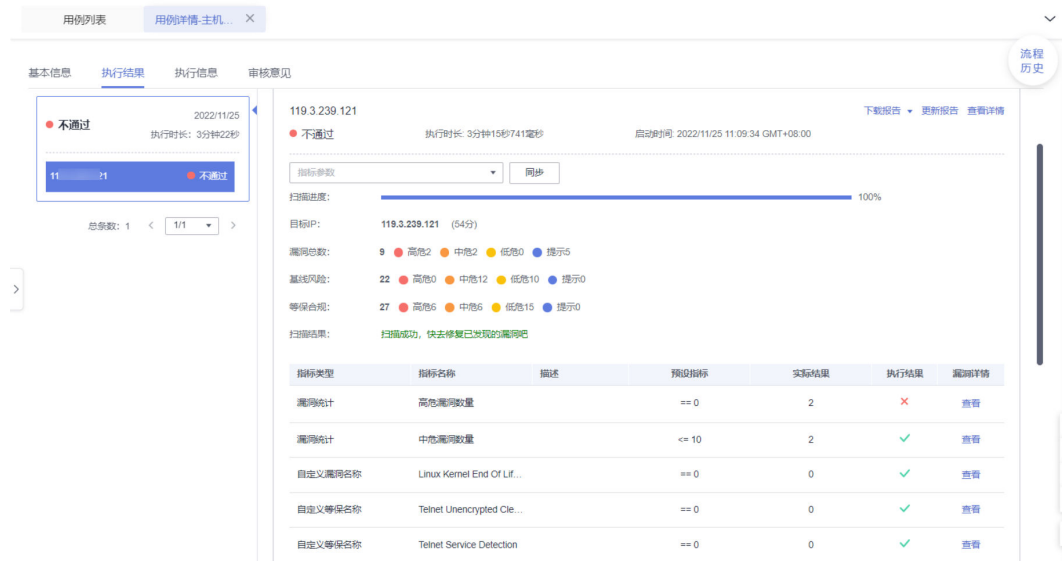 用例列表
用例详情-主机...
流程
历史
基本信息
执行结果
执行信息
审核意见
不通过
2022/11/25
执行时长：3分钟22秒
11
21
不通过
总条数：1
1/1
119.3.239.121
下载报告
更新报告
查看详情
不通过
执行时长: 3分钟15秒741毫秒
启动时间: 2022/11/25 11:09:34 GMT+08:00
指标参数
同步
扫描进度：
100%
目标IP：
119.3.239.121 （54分）
漏洞总数：
9 高危2 中危2 低危0 提示5
基线风险：
22 高危0 中危12 低危10 提示0
等保合规：
27 高危6 中危6 低危15 提示0
扫描结果：
扫描成功，快去修复已发现的漏洞吧
指标类型 指标名称 描述 预设指标 实际结果 执行结果 漏洞详情
漏洞统计 高危漏洞数量 == 0 2 查看
漏洞统计 中危漏洞数量 <= 10 2 查看
自定义漏洞名称 Linux Kernel End Of Lif... == 0 0 查看
自定义等保名称 Telnet Unencrypted Cle... == 0 0 查看
自定义等保名称 Telnet Service Detection == 0 0 查看